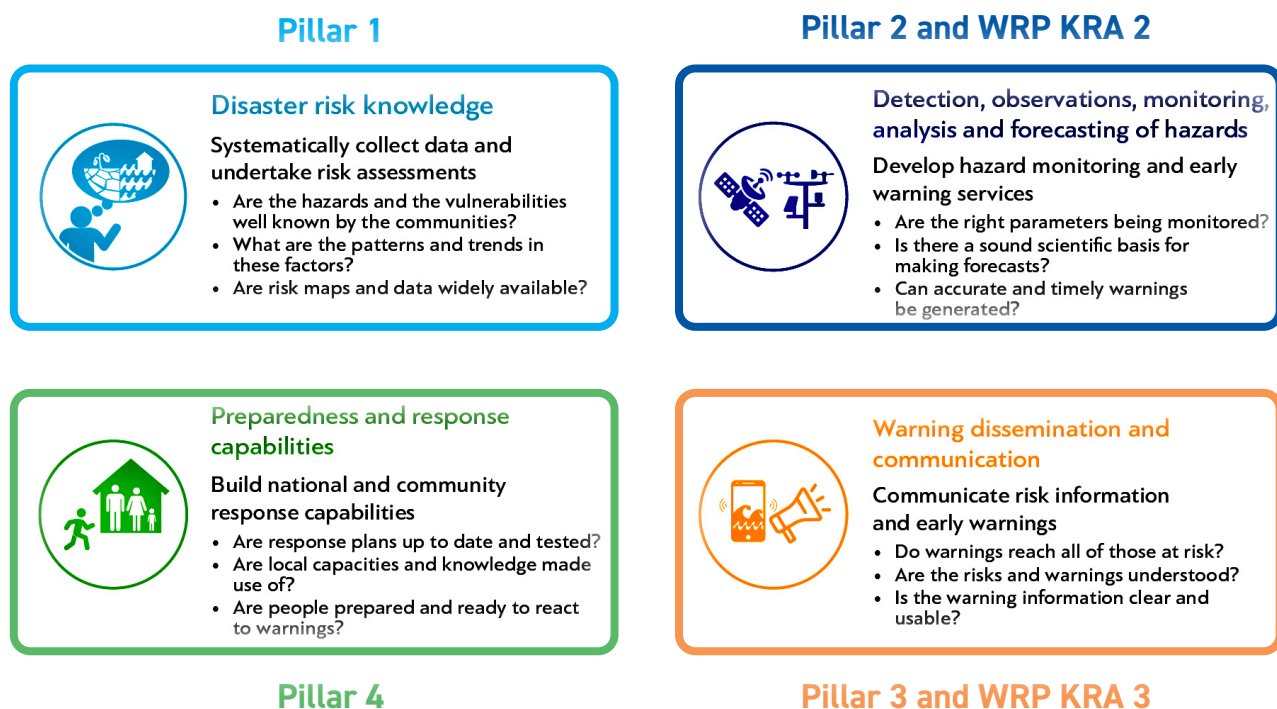 Pillar 1
Disaster risk knowledge
Systematically collect data and
undertake risk assessments
• Are the hazards and the vulnerabilities
well known by the communities?
• What are the patterns and trends in
these factors?
• Are risk maps and data widely available?
Pillar 2 and WRP KRA 2
Detection, observations, monitoring,
analysis and forecasting of hazards
Develop hazard monitoring and early
warning services
• Are the right parameters being monitored?
• Is there a sound scientific basis for
making forecasts?
• Can accurate and timely warnings
be generated?
Preparedness and response
capabilities
Build national and community
response capabilities
• Are response plans up to date and tested?
• Are local capacities and knowledge made
use of?
• Are people prepared and ready to react
to warnings?
Pillar 4
Warning dissemination and
communication
Communicate risk information
and early warnings
• Do warnings reach all of those at risk?
• Are the risks and warnings understood?
• Is the warning information clear and
usable?
Pillar 3 and WRP KRA 3